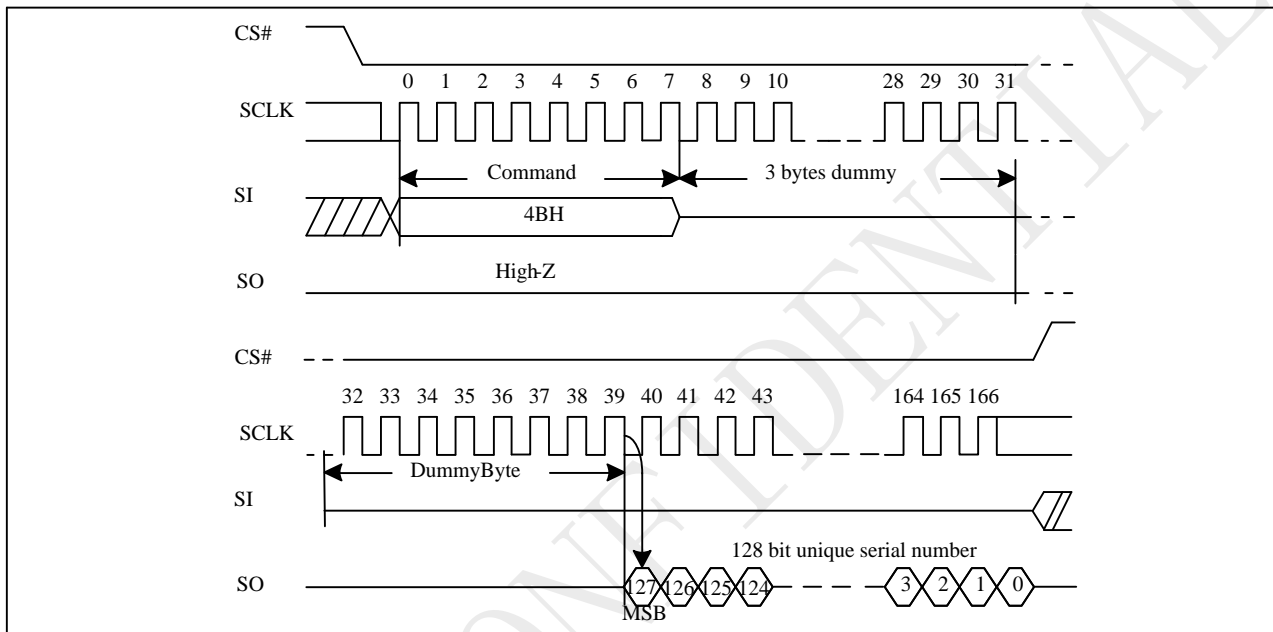 CS#
0 1 2 3 4 5 6 7 8 9 10 28 29 30 31
SCLK
Command 3 bytes dummy
SI
4BH
High-Z
SO
CS#
32 33 34 35 36 37 38 39 40 41 42 43 164 165 166
SCLK
DummyByte
SI
128 bit unique serial number
SO 127 126 125 124 3 2 1 0
MSB
ONFIDENTIAL